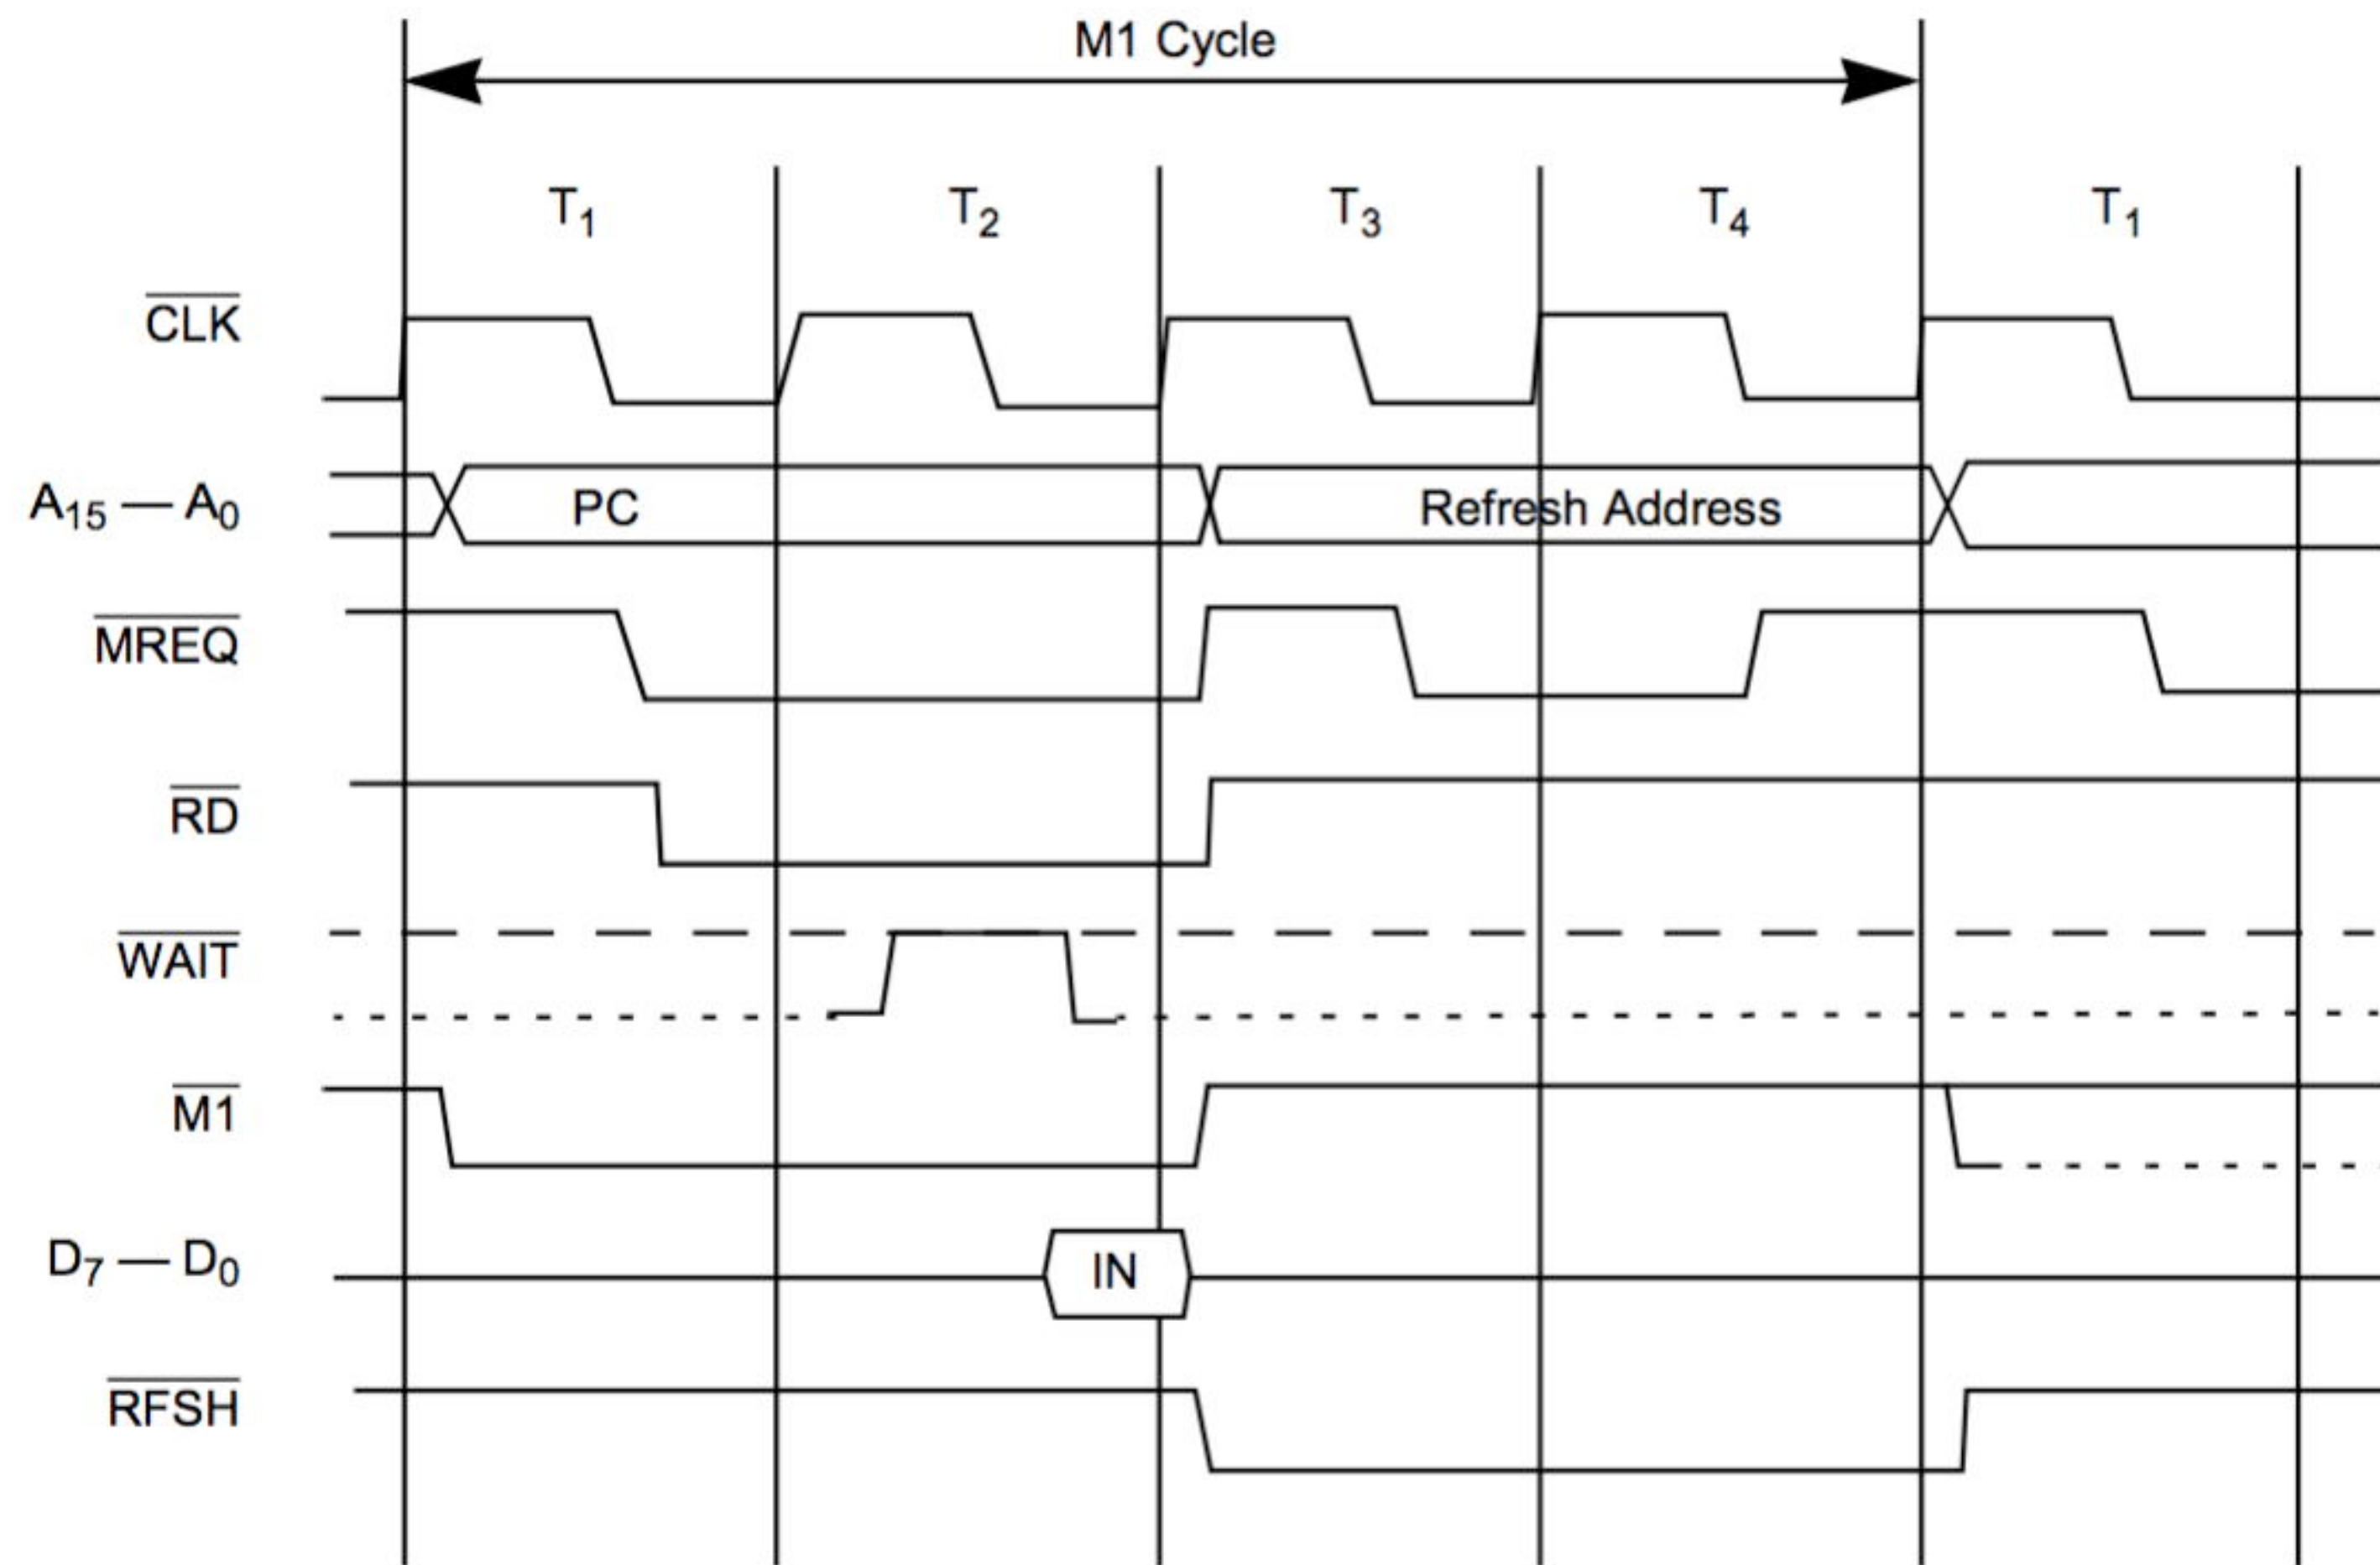 M1 Cycle
T1 T2 T3 T4 T1
CLK
A15 — A0 PC Refresh Address
MREQ
RD
WAIT
M1
D7 — D0 IN
RFSH